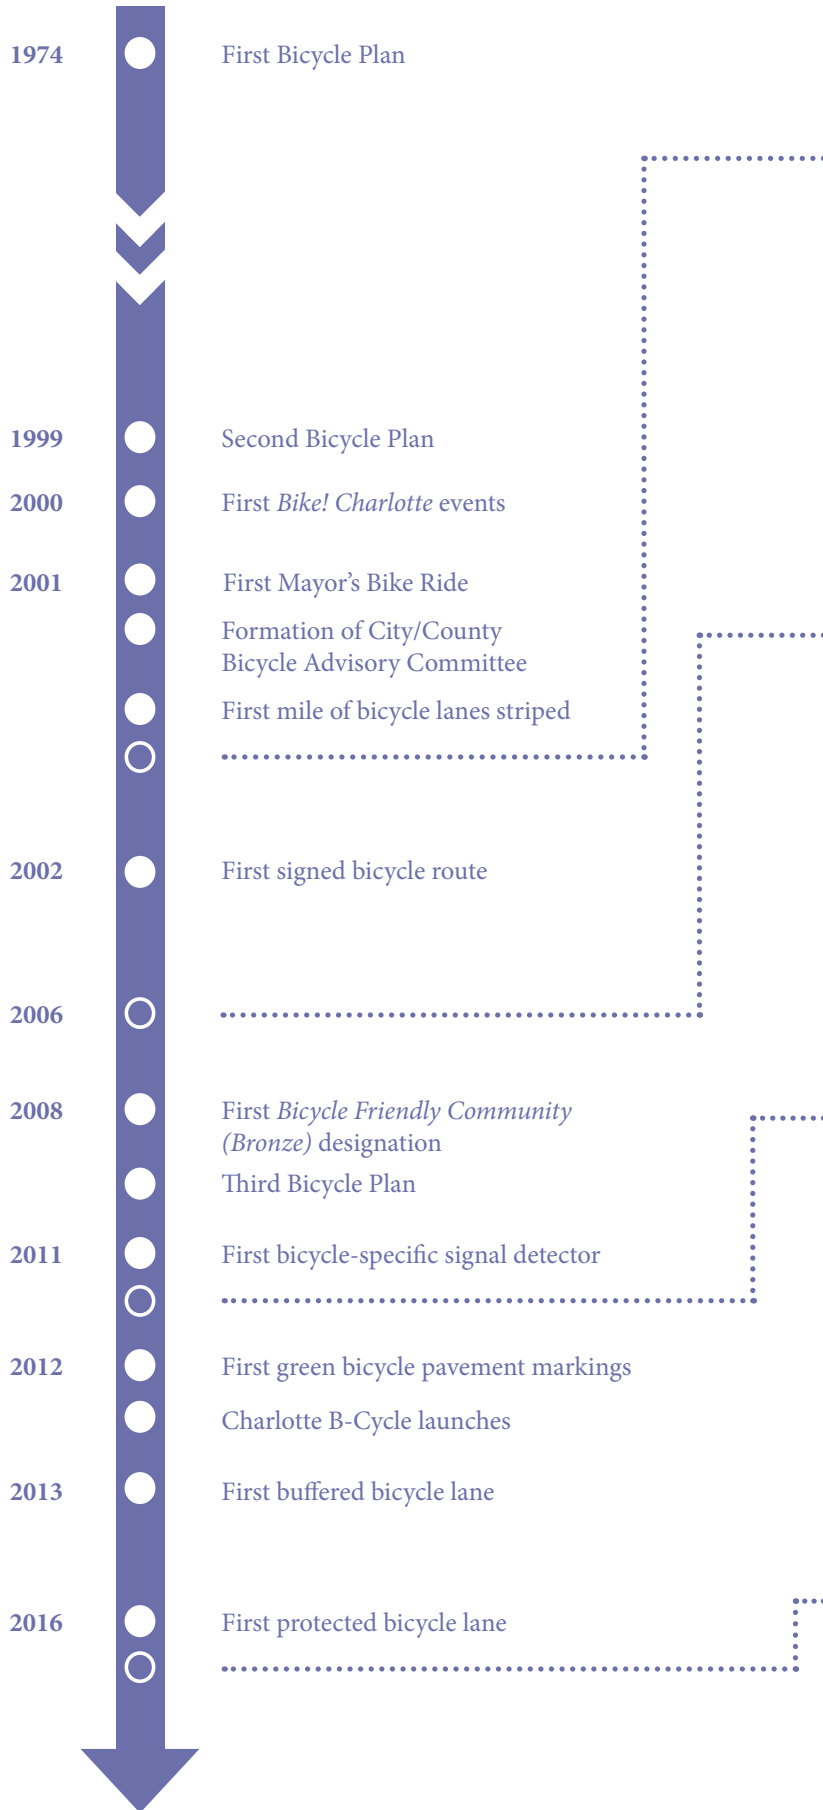 1974
First Bicycle Plan
1999
Second Bicycle Plan
2000
First Bike! Charlotte events
2001
First Mayor's Bike Ride
Formation of City/County
Bicycle Advisory Committee
First mile of bicycle lanes striped
2002
First signed bicycle route
2006
2008
First Bicycle Friendly Community
(Bronze) designation
Third Bicycle Plan
2011
First bicycle-specific signal detector
2012
First green bicycle pavement markings
Charlotte B-Cycle launches
2013
First buffered bicycle lane
2016
First protected bicycle lane